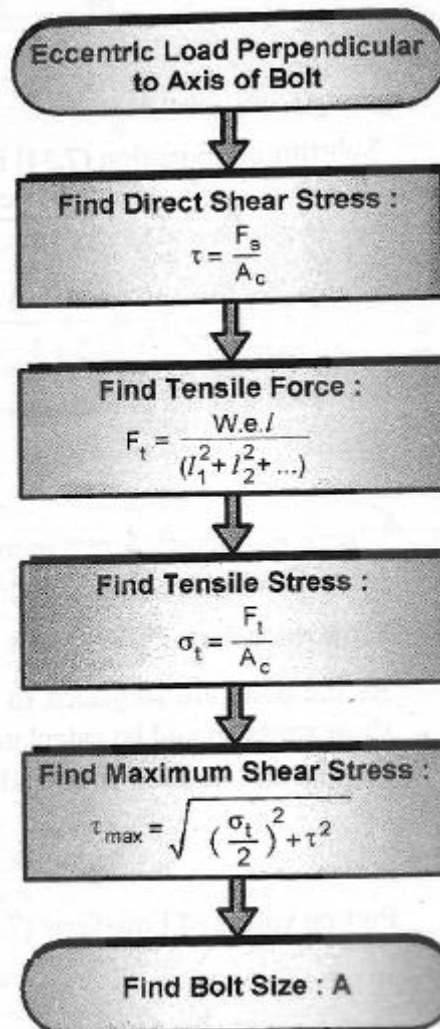 Eccentric Load Perpendicular
to Axis of Bolt
Find Direct Shear Stress :
τ = F_s / A_c
Find Tensile Force :
F_t = W.e.l / (l_1^2 + l_2^2 + ...)
Find Tensile Stress :
σ_t = F_t / A_c
Find Maximum Shear Stress :
τ_max = √((σ_t / 2)^2 + τ^2)
Find Bolt Size : A